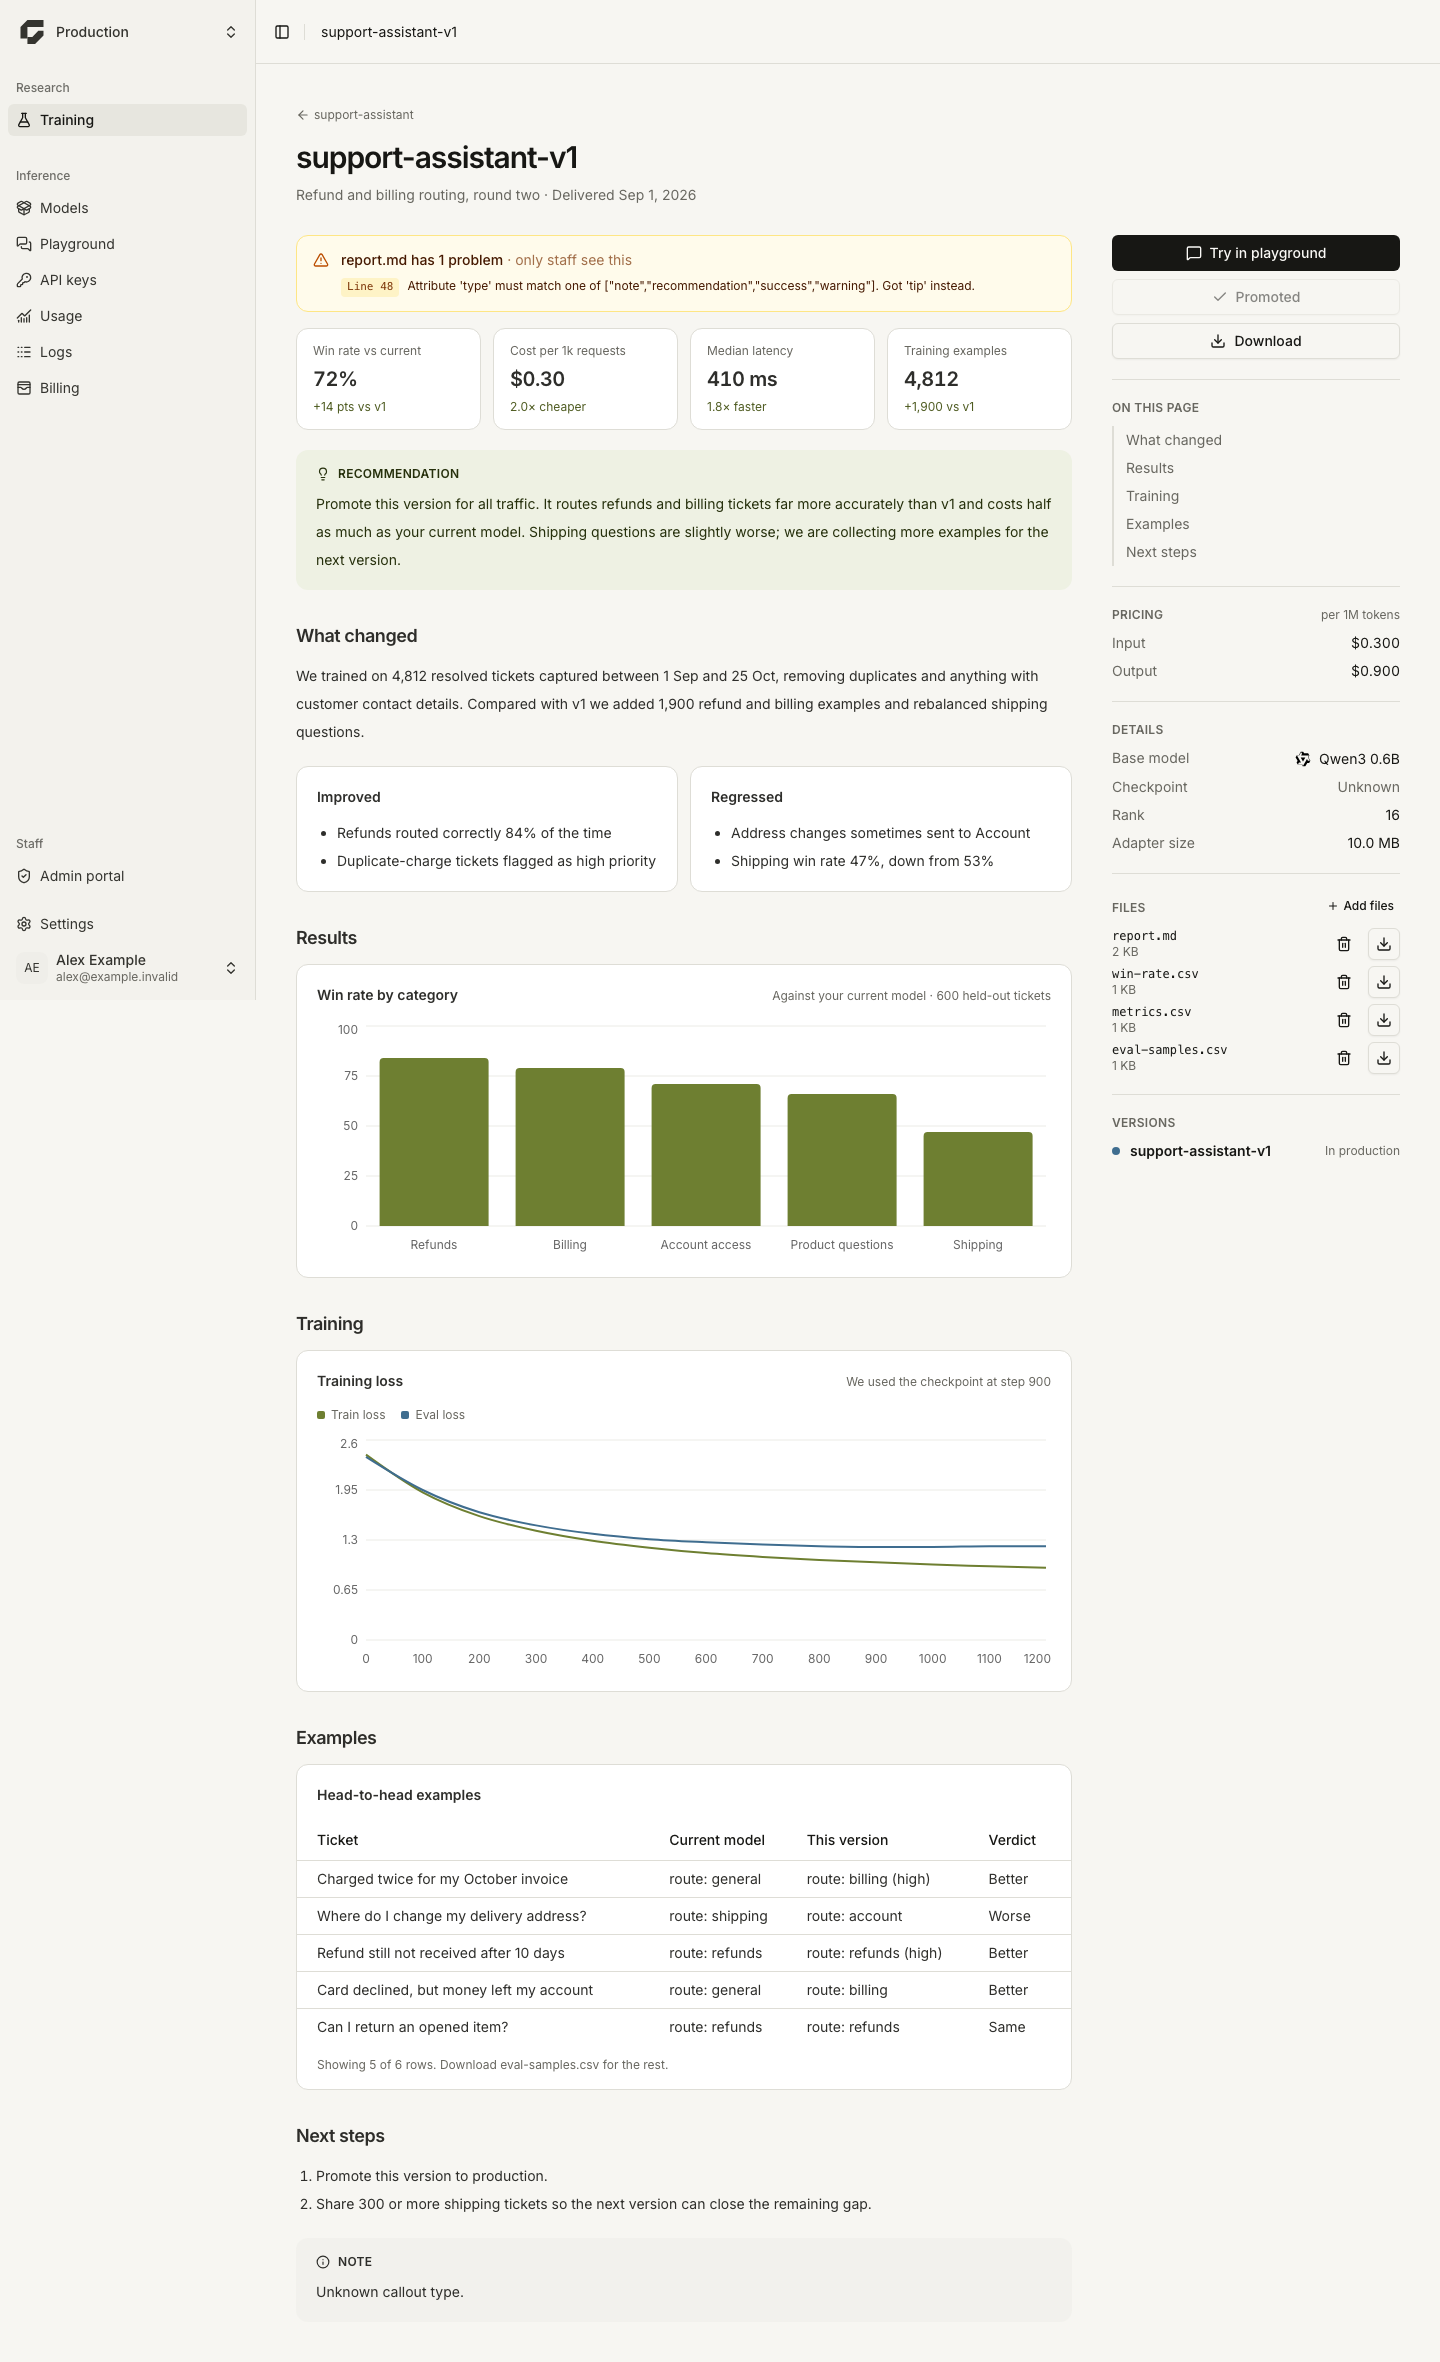 Production
Research
Training
Inference
Models
Playground
API keys
Usage
Logs
Billing
Staff
Admin portal
Settings
AE
Alex Example
alex@example.invalid
support-assistant-v1
support-assistant
support-assistant-v1
Refund and billing routing, round two · Delivered Sep 1, 2026
report.md has 1 problem · only staff see this
Line 48 Attribute 'type' must match one of ["note","recommendation","success","warning"]. Got 'tip' instead.
Win rate vs current
72%
+14 pts vs v1
Cost per 1k requests
$0.30
2.0× cheaper
Median latency
410 ms
1.8× faster
Training examples
4,812
+1,900 vs v1
RECOMMENDATION
Promote this version for all traffic. It routes refunds and billing tickets far more accurately than v1 and costs half
as much as your current model. Shipping questions are slightly worse; we are collecting more examples for the
next version.
What changed
We trained on 4,812 resolved tickets captured between 1 Sep and 25 Oct, removing duplicates and anything with
customer contact details. Compared with v1 we added 1,900 refund and billing examples and rebalanced shipping
questions.
Improved
Refunds routed correctly 84% of the time
Duplicate-charge tickets flagged as high priority
Regressed
Address changes sometimes sent to Account
Shipping win rate 47%, down from 53%
Results
Win rate by category
Against your current model · 600 held-out tickets
100
75
50
25
0
Refunds Billing Account access Product questions Shipping
Training
Training loss
We used the checkpoint at step 900
Train loss Eval loss
2.6
1.95
1.3
0.65
0
0 100 200 300 400 500 600 700 800 900 1000 1100 1200
Examples
Head-to-head examples
Ticket Current model This version Verdict
Charged twice for my October invoice route: general route: billing (high) Better
Where do I change my delivery address? route: shipping route: account Worse
Refund still not received after 10 days route: refunds route: refunds (high) Better
Card declined, but money left my account route: general route: billing Better
Can I return an opened item? route: refunds route: refunds Same
Showing 5 of 6 rows. Download eval-samples.csv for the rest.
Next steps
1. Promote this version to production.
2. Share 300 or more shipping tickets so the next version can close the remaining gap.
NOTE
Unknown callout type.
Try in playground
Promoted
Download
ON THIS PAGE
What changed
Results
Training
Examples
Next steps
PRICING per 1M tokens
Input $0.300
Output $0.900
DETAILS
Base model Qwen3 0.6B
Checkpoint Unknown
Rank 16
Adapter size 10.0 MB
FILES + Add files
report.md
2 KB
win-rate.csv
1 KB
metrics.csv
1 KB
eval-samples.csv
1 KB
VERSIONS
support-assistant-v1 In production